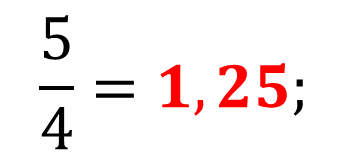 5/4 = 1,25;